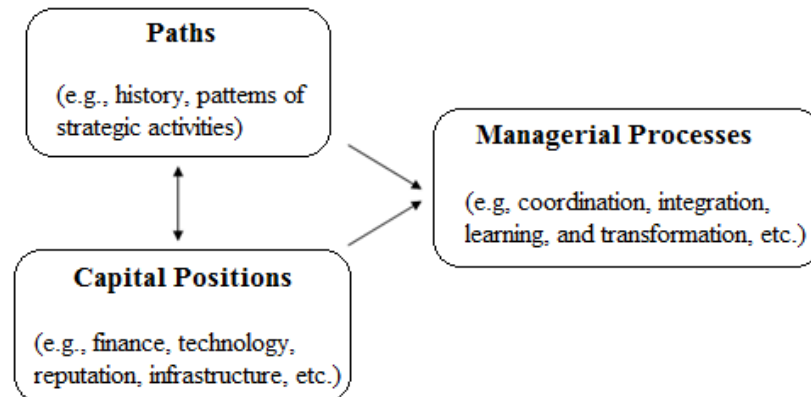 Paths
(e.g., history, patterns of
strategic activities)
Managerial Processes
(e.g, coordination, integration,
learning, and transformation, etc.)
Capital Positions
(e.g., finance, technology,
reputation, infrastructure, etc.)